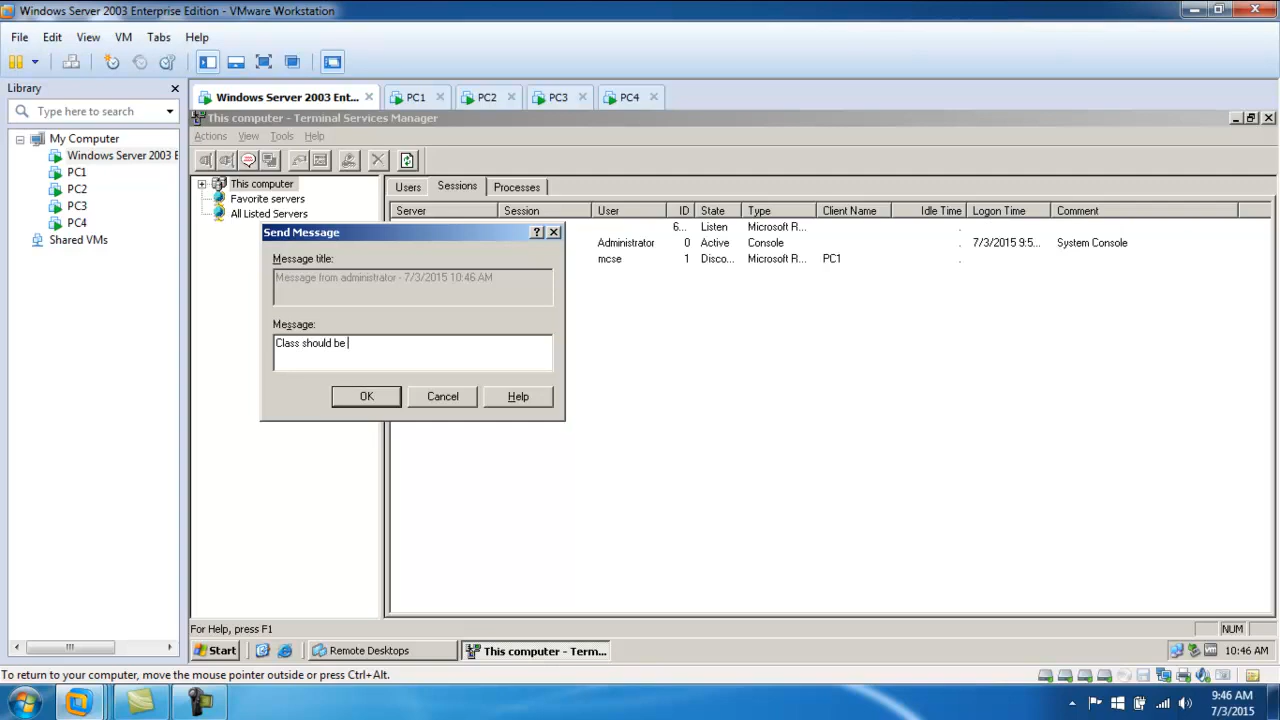 Windows Server 2003 Enterprise Edition - VMware Workstation
File Edit View VM Tabs Help
Library
Type here to search
My Computer
Windows Server 2003 E
PC1
PC2
PC3
PC4
Shared VMs
Windows Server 2003 Ent... PC1 PC2 PC3 PC4
This computer - Terminal Services Manager
Actions View Tools Help
This computer
Favorite servers
All Listed Servers
Users Sessions Processes
Server Session User ID State Type Client Name Idle Time Logon Time Comment
6... Listen Microsoft R... .
Administrator 0 Active Console . 7/3/2015 9:5... System Console
mcse 1 Disco... Microsoft R... PC1 .
Send Message
Message title:
Message from administrator - 7/3/2015 10:46 AM
Message:
Class should be
OK Cancel Help
For Help, press F1 NUM
Start Remote Desktops This computer - Term... 10:46 AM
To return to your computer, move the mouse pointer outside or press Ctrl+Alt.
9:46 AM
7/3/2015